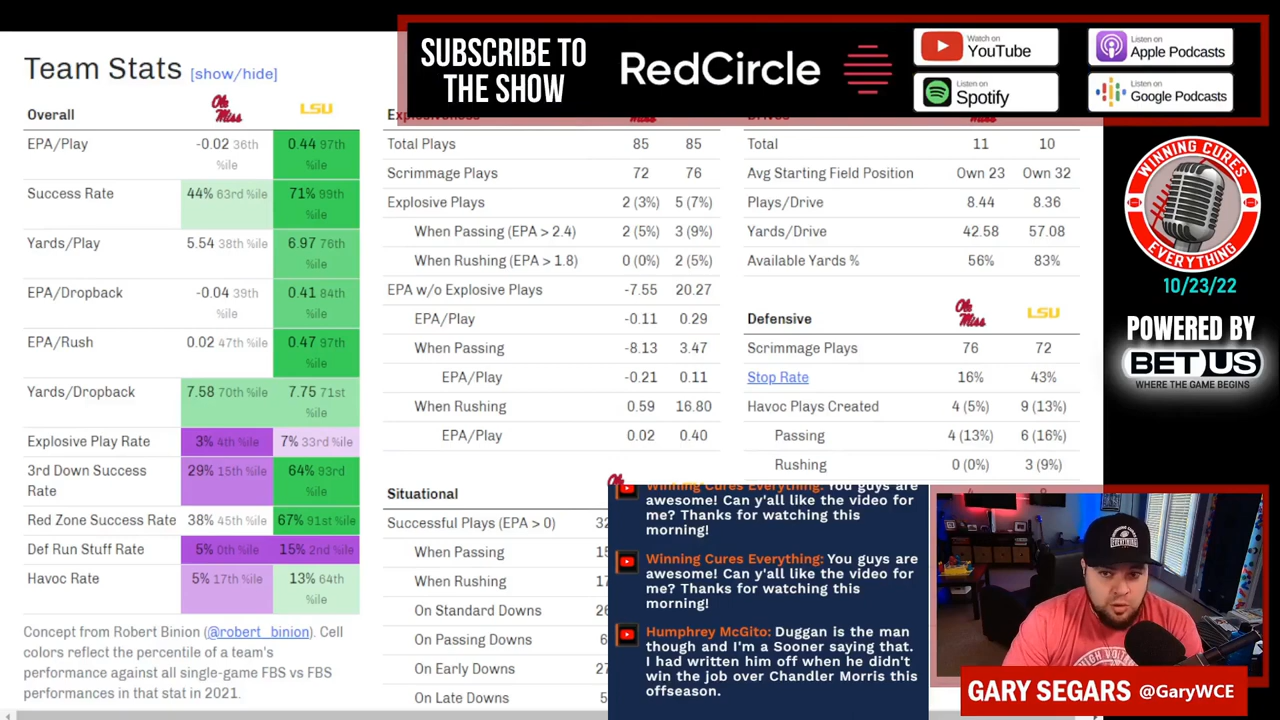 SUBSCRIBE TO
THE SHOW
RedCircle
Watch on
YouTube
Listen on
Apple Podcasts
Listen on
Spotify
Listen on
Google Podcasts
Team Stats [show/hide]
Overall Ole Miss LSU
EPA/Play -0.02 36th %ile 0.44 97th %ile
Success Rate 44% 63rd %ile 71% 99th %ile
Yards/Play 5.54 38th %ile 6.97 76th %ile
EPA/Dropback -0.04 39th %ile 0.41 84th %ile
EPA/Rush 0.02 47th %ile 0.47 97th %ile
Yards/Dropback 7.58 70th %ile 7.75 71st %ile
Explosive Play Rate 3% 4th %ile 7% 33rd %ile
3rd Down Success Rate 29% 15th %ile 64% 93rd %ile
Red Zone Success Rate 38% 45th %ile 67% 91st %ile
Def Run Stuff Rate 5% 0th %ile 15% 2nd %ile
Havoc Rate 5% 17th %ile 13% 64th %ile
Concept from Robert Binion (@robert_binion). Cell
colors reflect the percentile of a team's
performance against all single-game FBS vs FBS
performances in that stat in 2021.
Explosiveness Miss
Total Plays 85 85
Scrimmage Plays 72 76
Explosive Plays 2 (3%) 5 (7%)
When Passing (EPA > 2.4) 2 (5%) 3 (9%)
When Rushing (EPA > 1.8) 0 (0%) 2 (5%)
EPA w/o Explosive Plays -7.55 20.27
EPA/Play -0.11 0.29
When Passing -8.13 3.47
EPA/Play -0.21 0.11
When Rushing 0.59 16.80
EPA/Play 0.02 0.40
Situational
Successful Plays (EPA > 0) 32
When Passing
When Rushing
On Standard Downs
On Passing Downs
On Early Downs
On Late Downs
Drives Miss
Total 11 10
Avg Starting Field Position Own 23 Own 32
Plays/Drive 8.44 8.36
Yards/Drive 42.58 57.08
Available Yards % 56% 83%
Defensive Ole Miss LSU
Scrimmage Plays 76 72
Stop Rate 16% 43%
Havoc Plays Created 4 (5%) 9 (13%)
Passing 4 (13%) 6 (16%)
Rushing 0 (0%) 3 (9%)
Winning Cures Everything: You guys are
awesome! Can y'all like the video for
me? Thanks for watching this
morning!
Winning Cures Everything: You guys are
awesome! Can y'all like the video for
me? Thanks for watching this
morning!
Humphrey McGito: Duggan is the man
though and I'm a Sooner saying that.
I had written him off when he didn't
win the job over Chandler Morris this
offseason.
WINNING CURES
EVERYTHING
10/23/22
POWERED BY
BETUS
WHERE THE GAME BEGINS
GARY SEGARS @GaryWCE